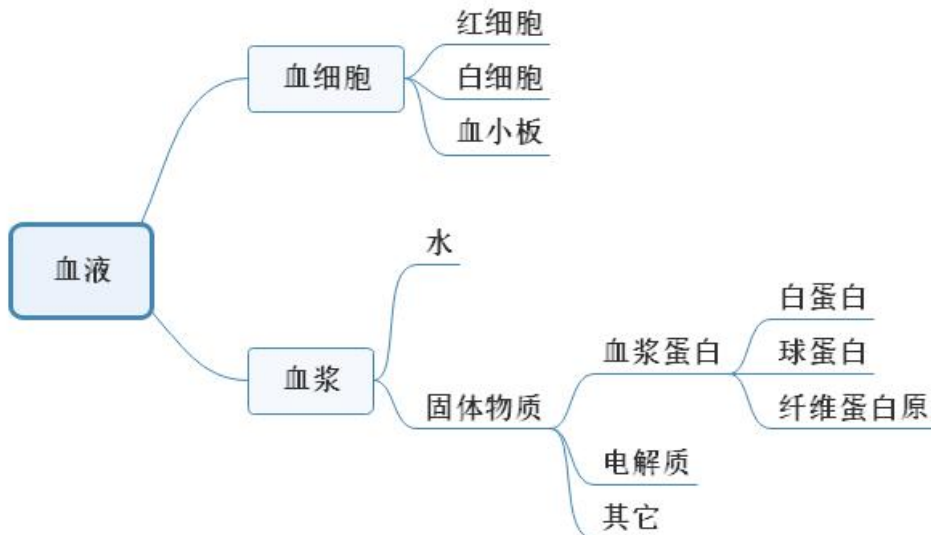 红细胞
血细胞
白细胞
血小板
血液
水
血浆
固体物质
血浆蛋白
白蛋白
球蛋白
纤维蛋白原
电解质
其它